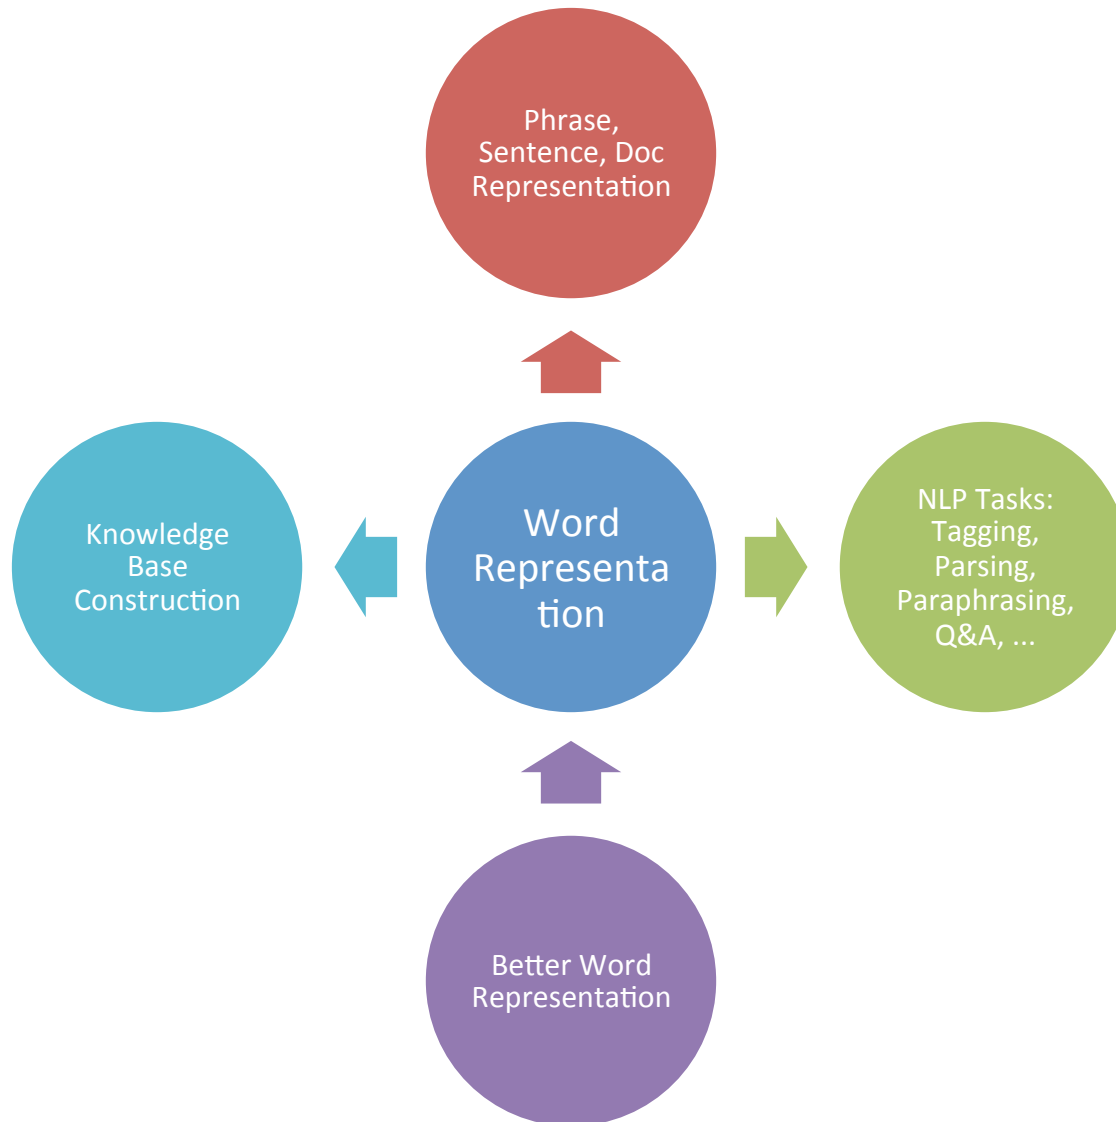 Phrase,
Sentence, Doc
Representation
Knowledge
Base
Construction
Word
Representa
tion
NLP Tasks:
Tagging,
Parsing,
Paraphrasing,
Q&A, ...
Better Word
Representation